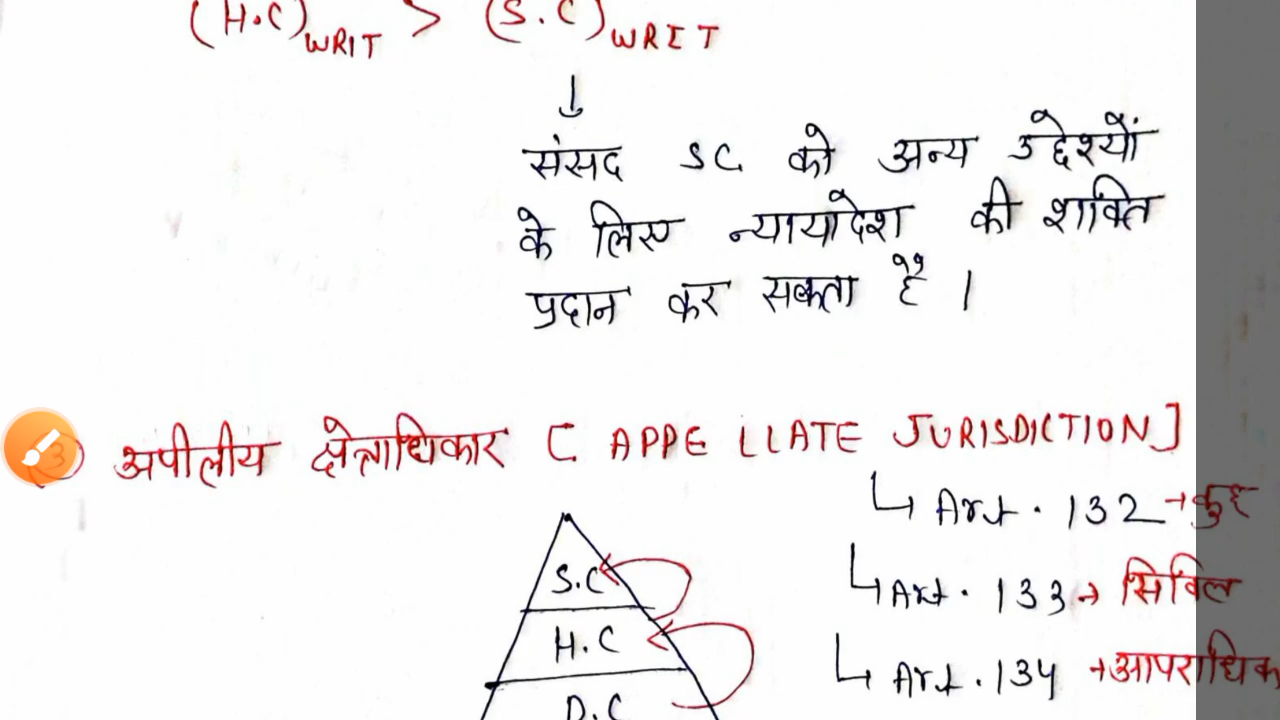 (H.C)WRIT > (S.C)WRIT
संसद SC को अन्य उद्देश्यों
के लिए न्यायादेश की शक्ति
प्रदान कर सकता है ।
③ अपीलीय क्षेत्राधिकार [ APPELLATE JURISDICTION ]
Art. 132 → कुछ
Art. 133 → सिविल
Art. 134 → आपराधिक
S.C
H.C
D.C